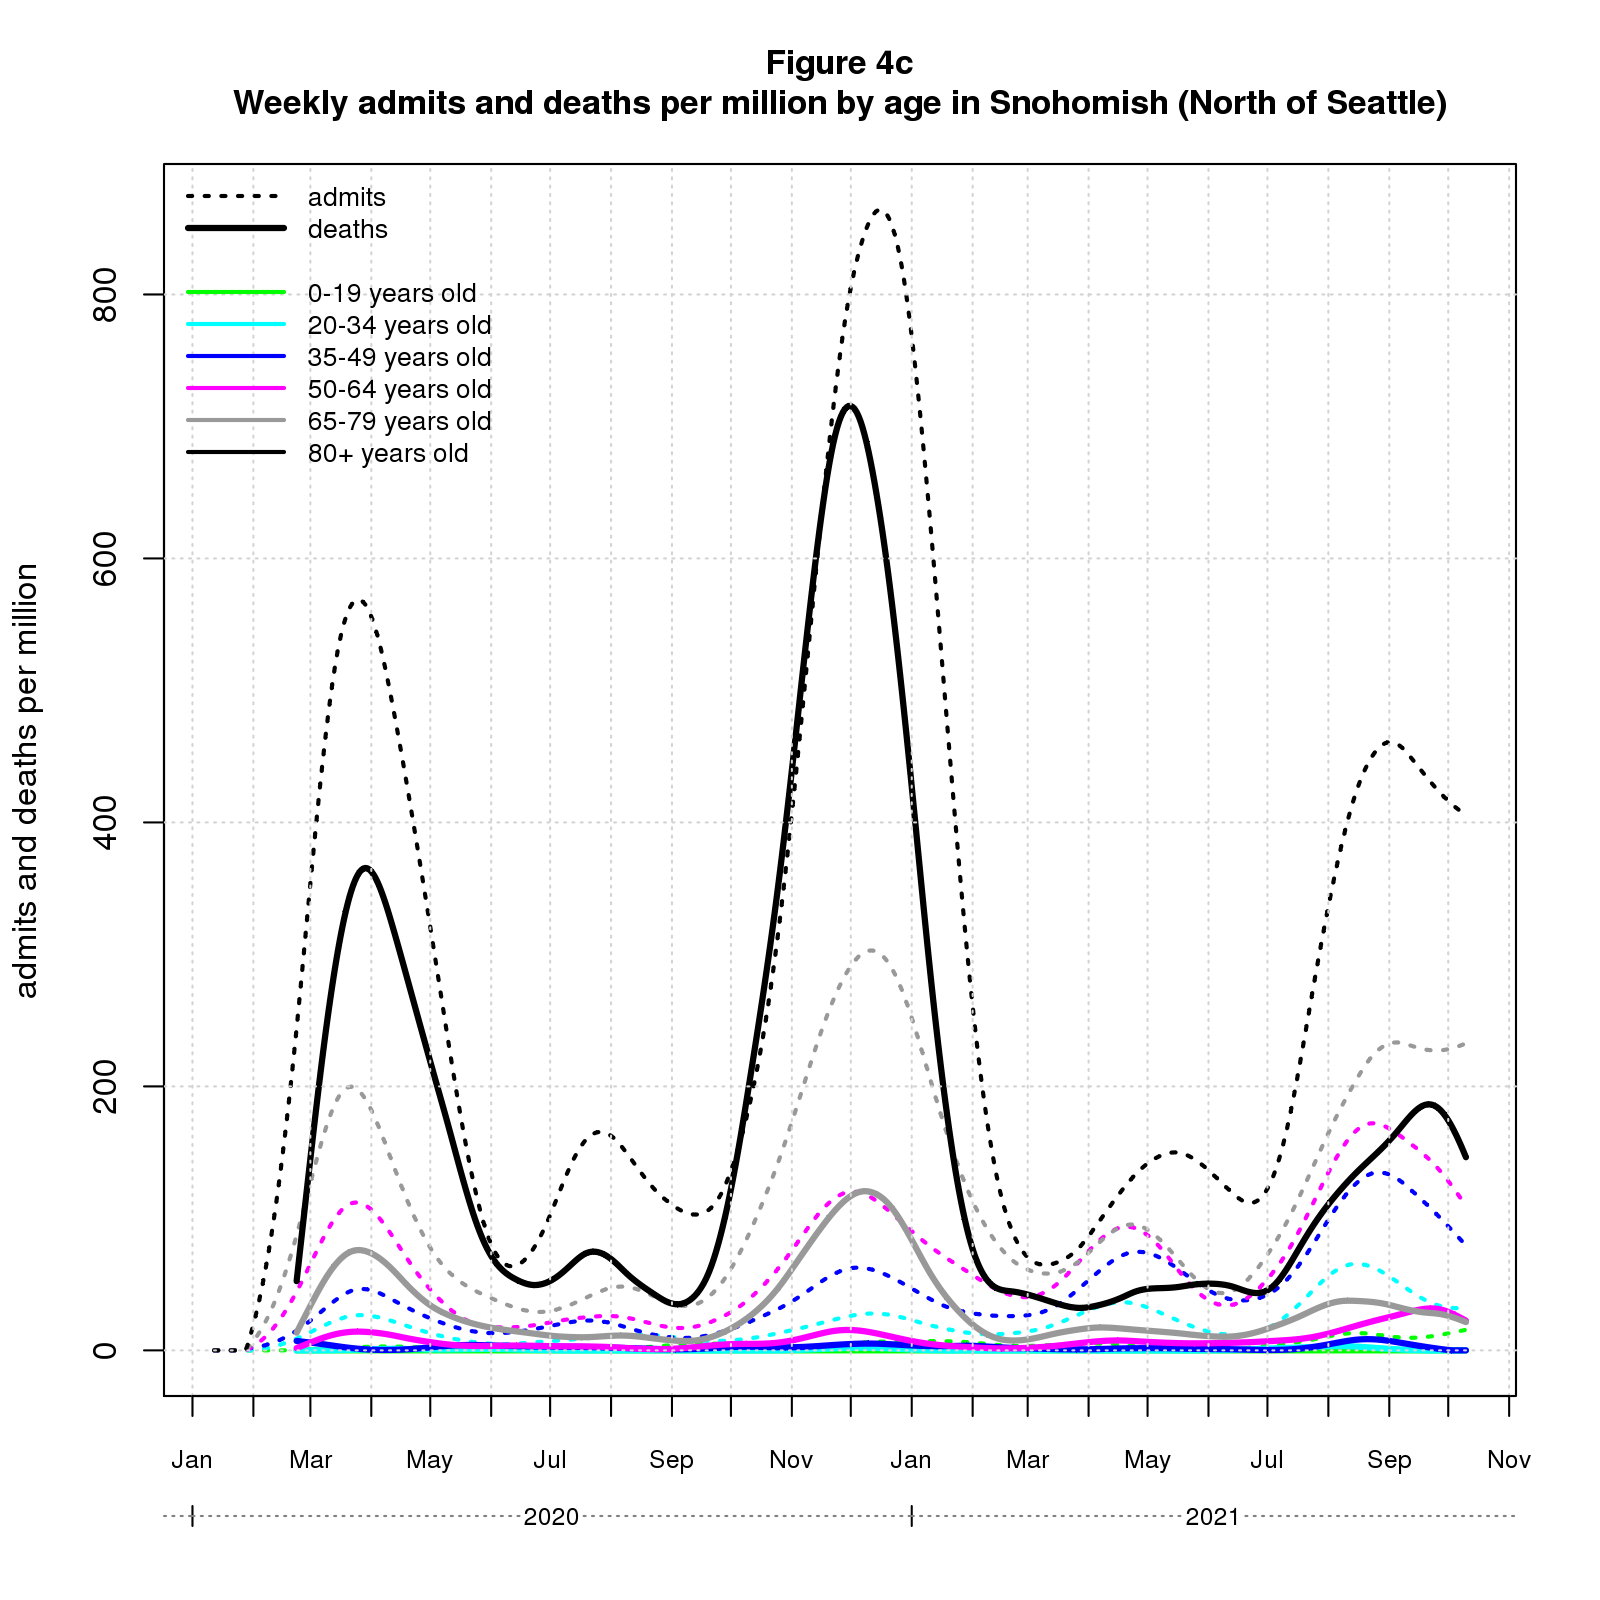 Figure 4c
Weekly admits and deaths per million by age in Snohomish (North of Seattle)
admits
deaths
0-19 years old
20-34 years old
35-49 years old
50-64 years old
65-79 years old
80+ years old
admits and deaths per million
800
600
400
200
0
Jan Mar May Jul Sep Nov Jan Mar May Jul Sep Nov
2020 2021